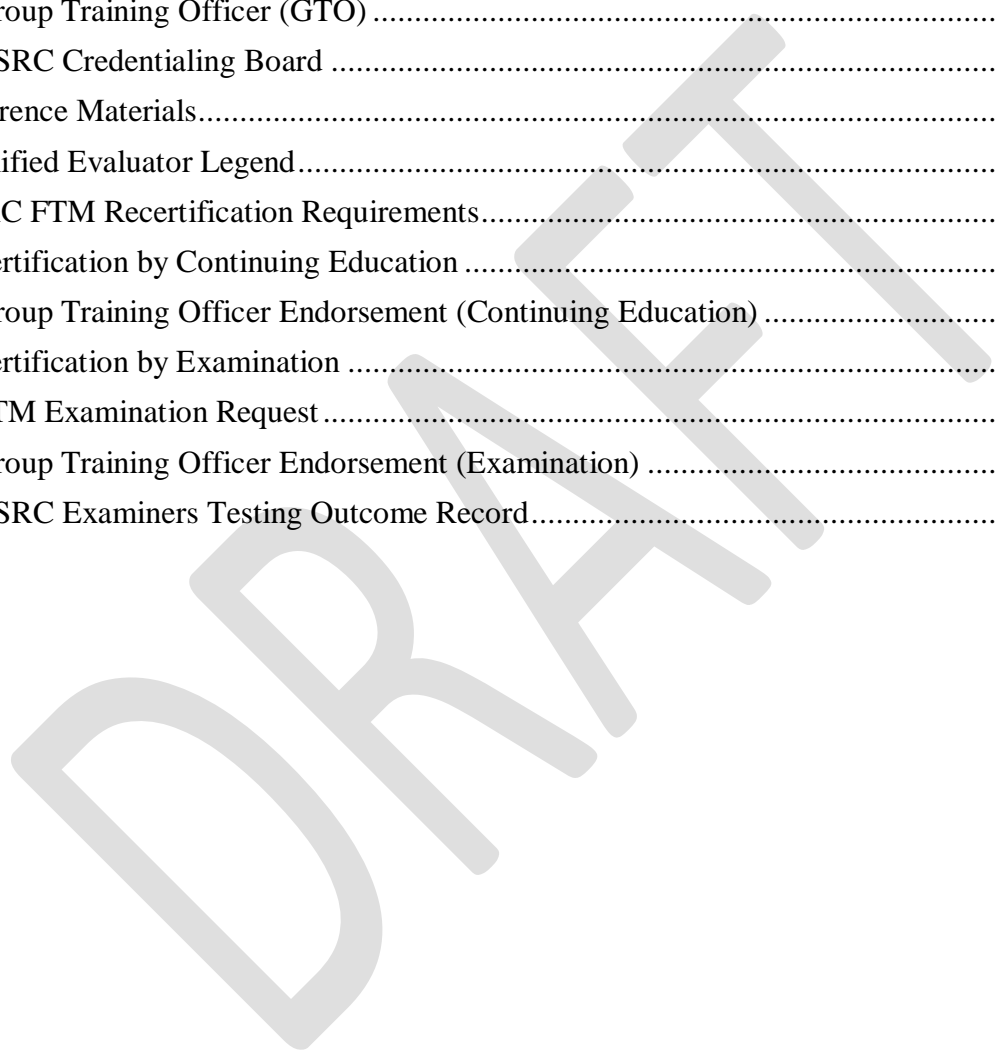 roup Training Officer (GTO) ........................................................................
SRC Credentialing Board ........................................................................
rence Materials........................................................................
ified Evaluator Legend........................................................................
C FTM Recertification Requirements........................................................................
ertification by Continuing Education ........................................................................
roup Training Officer Endorsement (Continuing Education) ..............................
ertification by Examination ........................................................................
TM Examination Request ........................................................................
roup Training Officer Endorsement (Examination) ............................................
SRC Examiners Testing Outcome Record............................................................
DRAFT